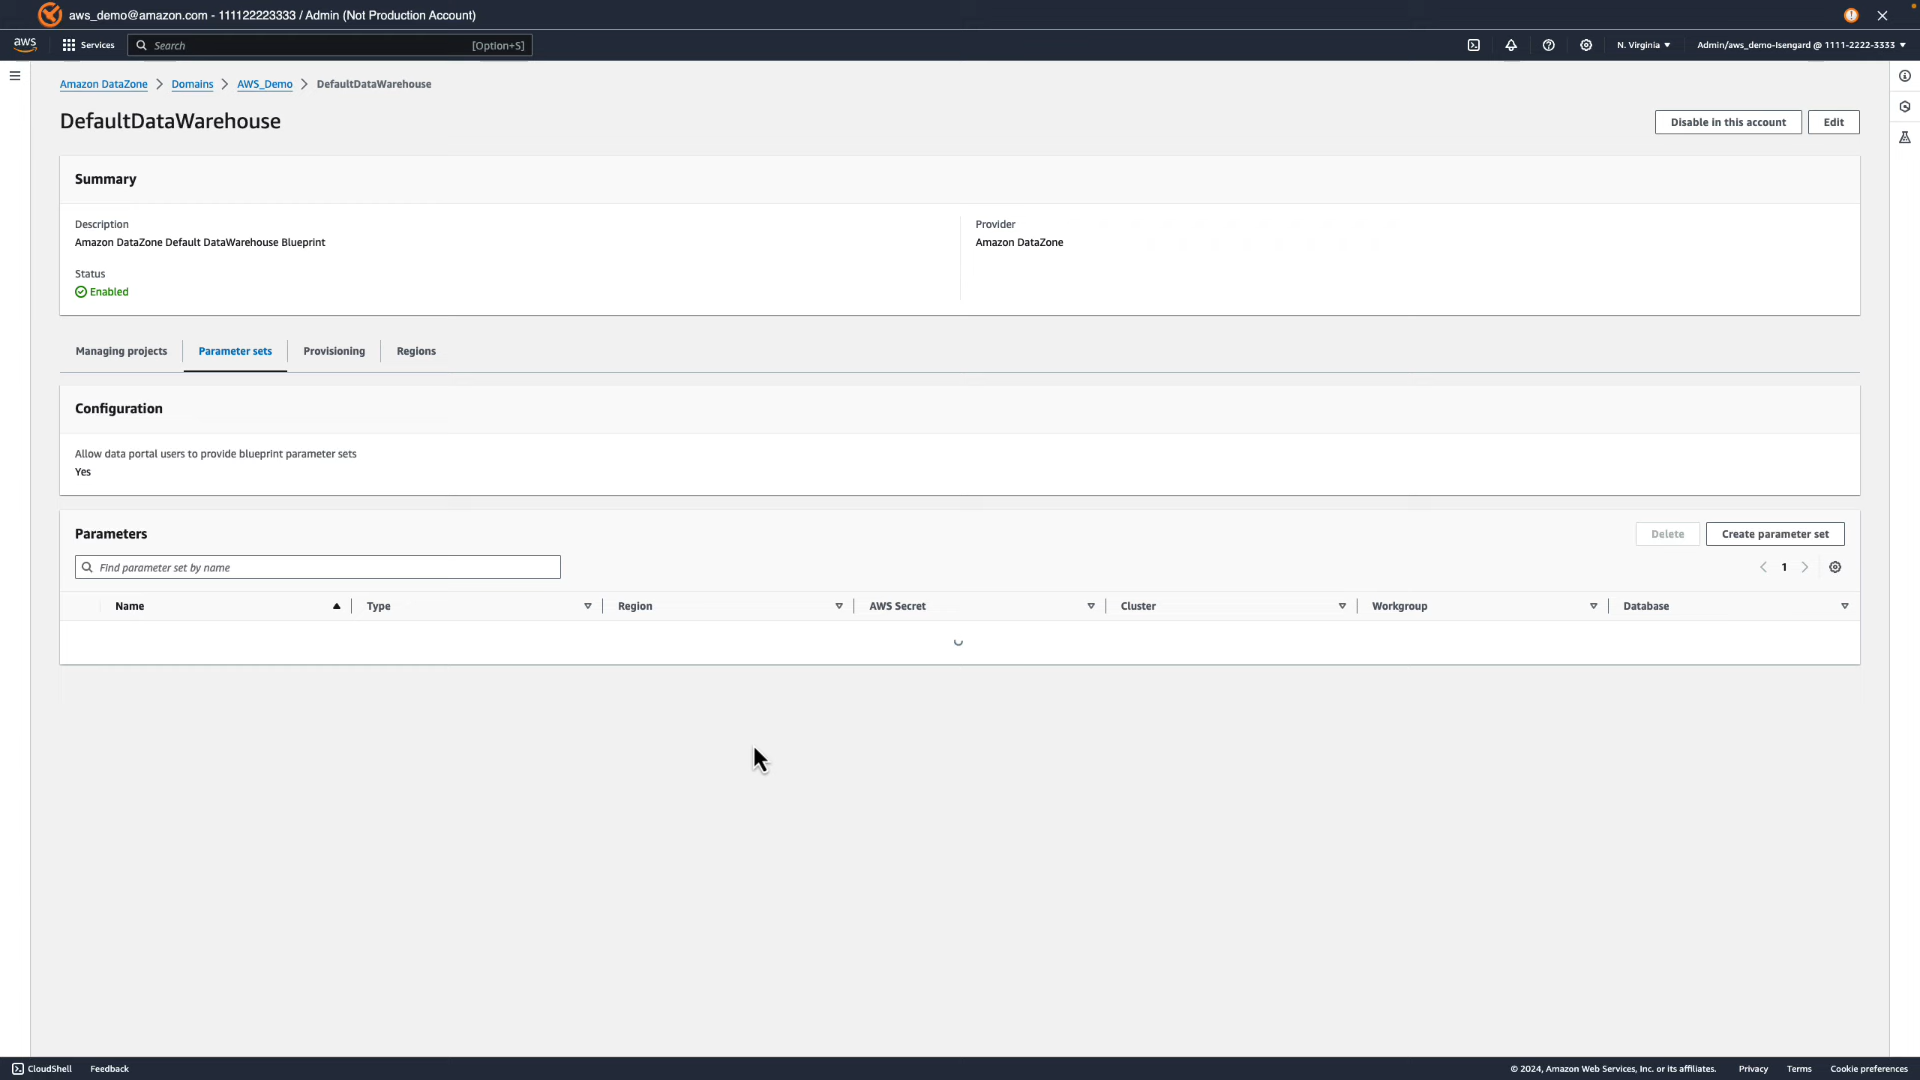 aws_demo@amazon.com - 111122223333 / Admin (Not Production Account)
aws Services Search [Option+S] N. Virginia Admin/aws_demo-Isengard @ 1111-2222-3333
Amazon DataZone Domains AWS_Demo DefaultDataWarehouse
DefaultDataWarehouse
Disable in this account Edit
Summary
Description
Amazon DataZone Default DataWarehouse Blueprint
Status
Enabled
Provider
Amazon DataZone
Managing projects Parameter sets Provisioning Regions
Configuration
Allow data portal users to provide blueprint parameter sets
Yes
Parameters
Delete Create parameter set
Find parameter set by name
1
Name Type Region AWS Secret Cluster Workgroup Database
CloudShell Feedback © 2024, Amazon Web Services, Inc. or its affiliates. Privacy Terms Cookie preferences